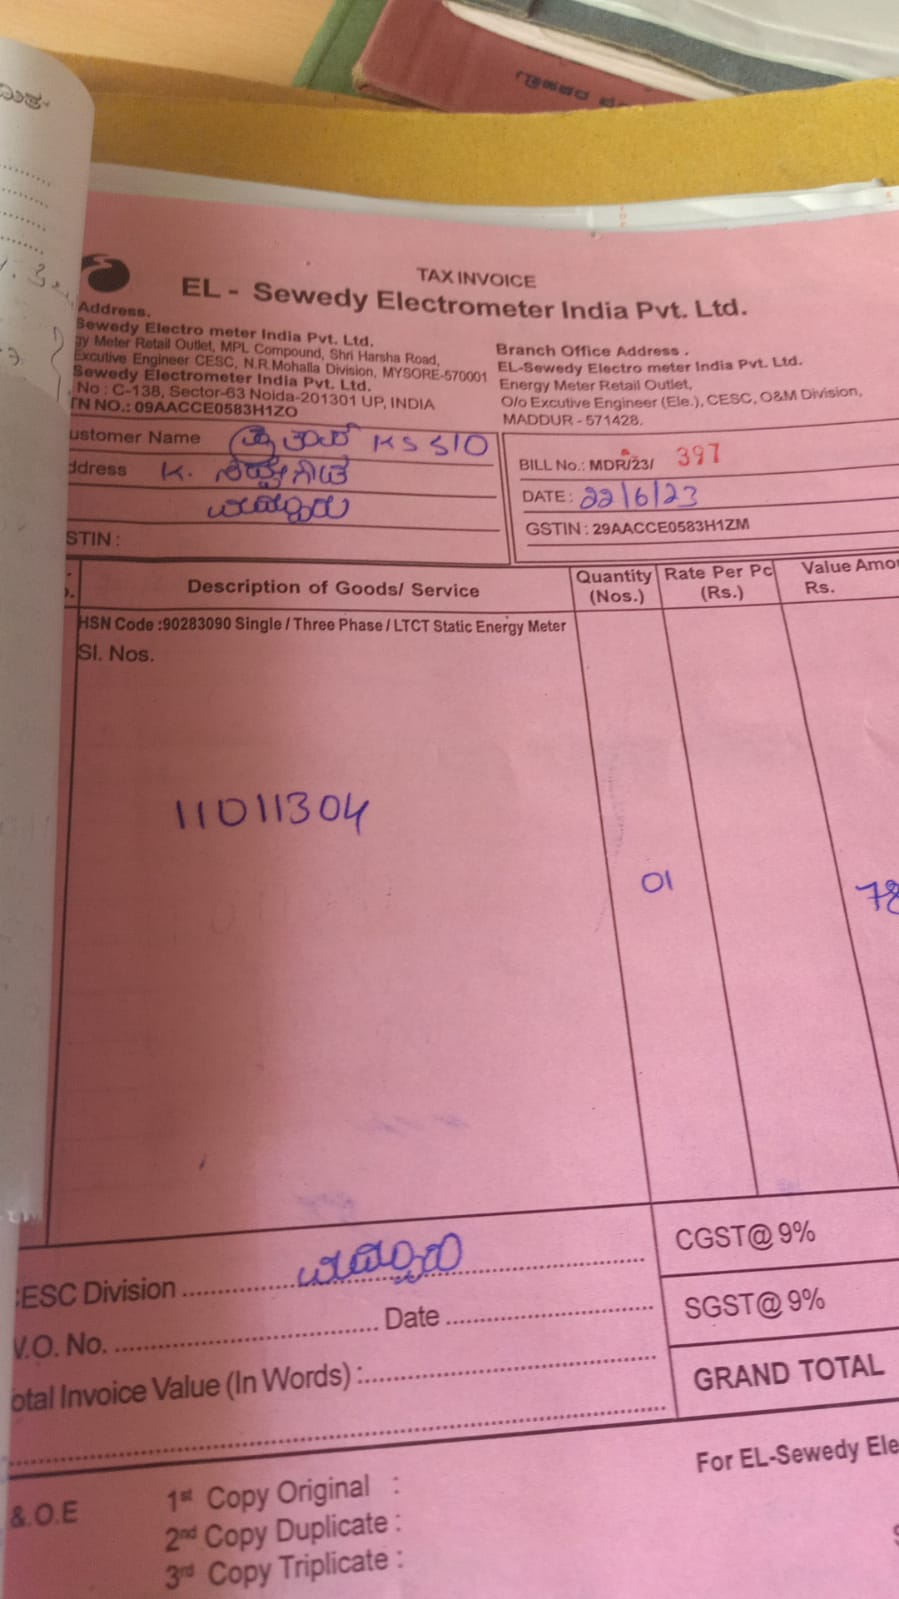 TAX INVOICE
EL - Sewedy Electrometer India Pvt. Ltd.
Address.
Sewedy Electro meter India Pvt. Ltd.
gy Meter Retail Outlet, MPL Compound, Shri Harsha Road,
Excutive Engineer CESC, N.R.Mohalla Division, MYSORE-570001
Sewedy Electrometer India Pvt. Ltd.
No : C-138, Sector-63 Noida-201301 UP, INDIA
TN NO.: 09AACCE0583H1ZO
Branch Office Address .
EL-Sewedy Electro meter India Pvt. Ltd.
Energy Meter Retail Outlet,
O/o Excutive Engineer (Ele.), CESC, O&M Division,
MADDUR - 571428.
ustomer Name KS S/O
ddress K.
STIN :
BILL No.: MDR/23/ 397
DATE : 22/6/23
GSTIN : 29AACCE0583H1ZM
Description of Goods/ Service
Quantity (Nos.)
Rate Per Pc (Rs.)
Value Amo
Rs.
HSN Code :90283090 Single / Three Phase / LTCT Static Energy Meter
Sl. Nos.
11011304
01
78
ESC Division
V.O. No. Date
otal Invoice Value (In Words) :
CGST@ 9%
SGST@ 9%
GRAND TOTAL
For EL-Sewedy Ele
&.O.E
1st Copy Original :
2nd Copy Duplicate :
3rd Copy Triplicate :